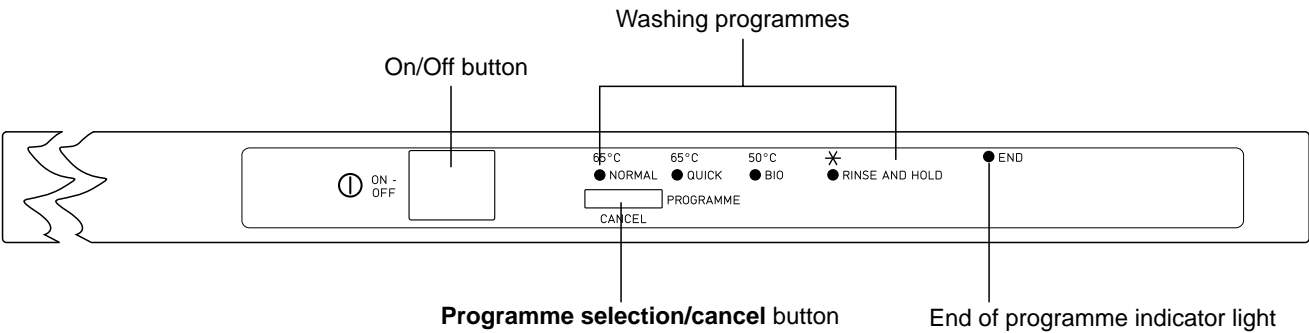 Washing programmes
On/Off button
65°C 65°C 50°C
ON - OFF
NORMAL QUICK BIO RINSE AND HOLD END
PROGRAMME
CANCEL
Programme selection/cancel button
End of programme indicator light